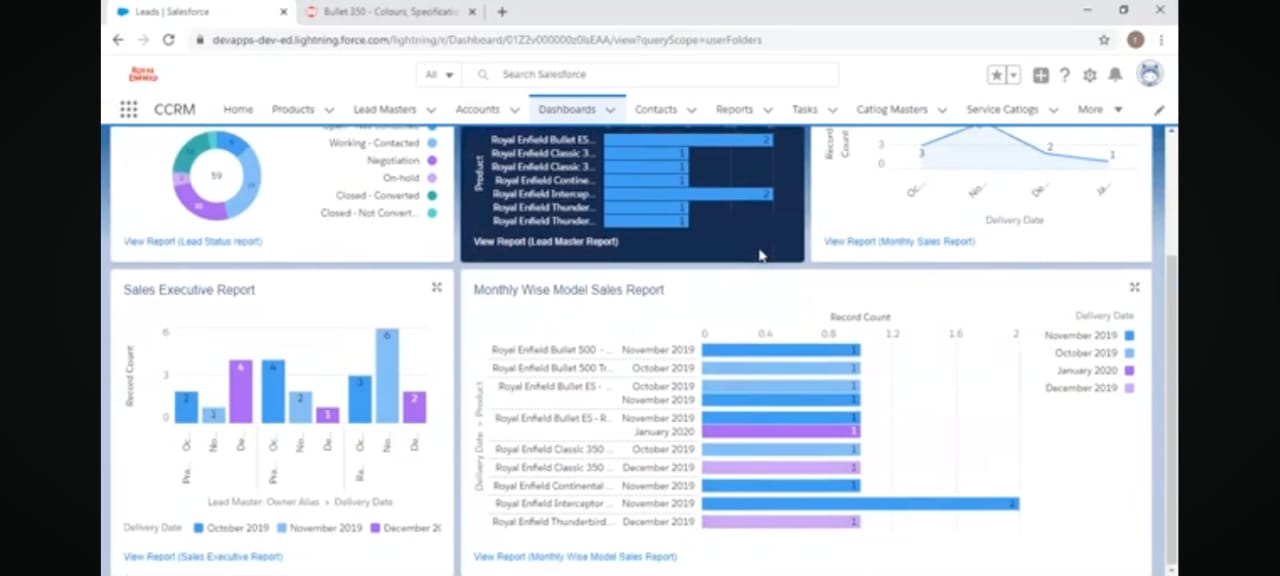 Leads | Salesforce
Bullet 350 - Colours, Specificatio
devapps-dev-ed.lightning.force.com/lightning/r/Dashboard/01Z2v000000z0lsEAA/view?queryScope=userFolders
ROYAL ENFIELD
All
Search Salesforce
CCRM Home Products Lead Masters Accounts Dashboards Contacts Reports Tasks Catlog Masters Service Catlogs More
Working - Contacted
Negotiation
On-hold
Closed - Converted
Closed - Not Convert...
59
View Report (Lead Status report)
Product
Royal Enfield Bullet ES... 2
Royal Enfield Classic 3... 1
Royal Enfield Classic 3... 1
Royal Enfield Contine... 1
Royal Enfield Intercep... 2
Royal Enfield Thunder... 1
Royal Enfield Thunder... 1
View Report (Lead Master Report)
Record Count
3
0
3
2
1
Oc...
No...
De...
Ja...
Delivery Date
View Report (Monthly Sales Report)
Sales Executive Report
Record Count
6
3
0
2 1 4 4 2 1 3 6 2
Oc... No... De... Oc... No... De... Oc... No... De...
Pra... Pra... Ra...
Lead Master: Owner Alias > Delivery Date
Delivery Date October 2019 November 2019 December 20
View Report (Sales Executive Report)
Monthly Wise Model Sales Report
Record Count
0 0.4 0.8 1.2 1.6 2
Delivery Date > Product
Royal Enfield Bullet 500 - ... November 2019 1
Royal Enfield Bullet 500 Tr... October 2019 1
Royal Enfield Bullet ES - ... October 2019 1
November 2019 1
Royal Enfield Bullet ES - R... November 2019 1
January 2020 1
Royal Enfield Classic 350 ... October 2019 1
Royal Enfield Classic 350 ... December 2019 1
Royal Enfield Continental ... November 2019 1
Royal Enfield Interceptor ... November 2019 2
Royal Enfield Thunderbird... December 2019 1
Delivery Date
November 2019
October 2019
January 2020
December 2019
View Report (Monthly Wise Model Sales Report)